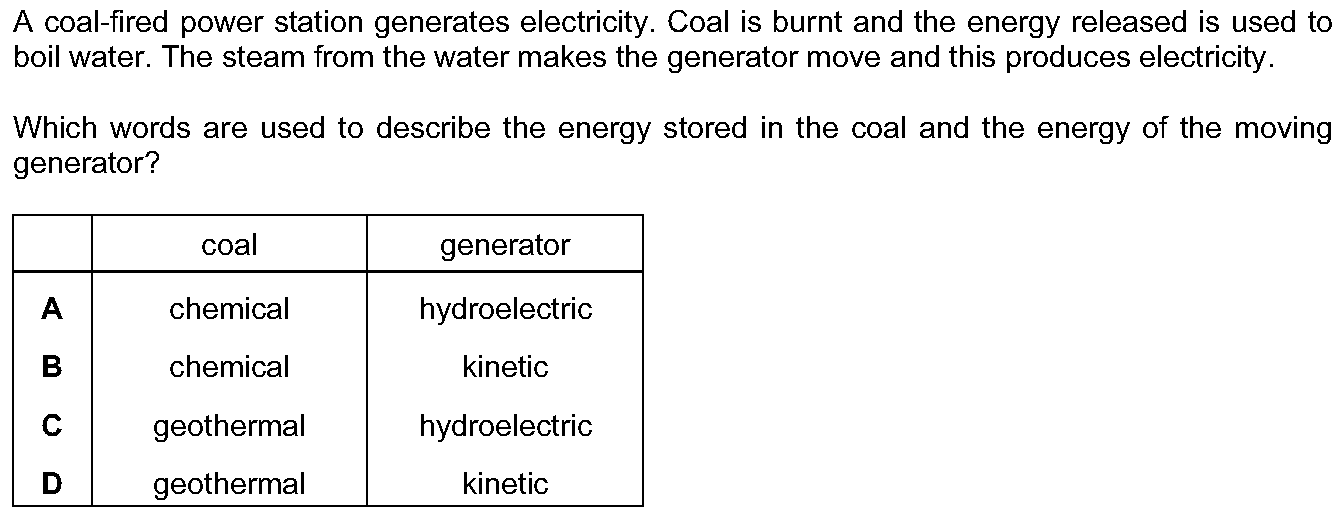 A coal-fired power station generates electricity. Coal is burnt and the energy released is used to
boil water. The steam from the water makes the generator move and this produces electricity.
Which words are used to describe the energy stored in the coal and the energy of the moving
generator?
coal generator
A chemical hydroelectric
B chemical kinetic
C geothermal hydroelectric
D geothermal kinetic